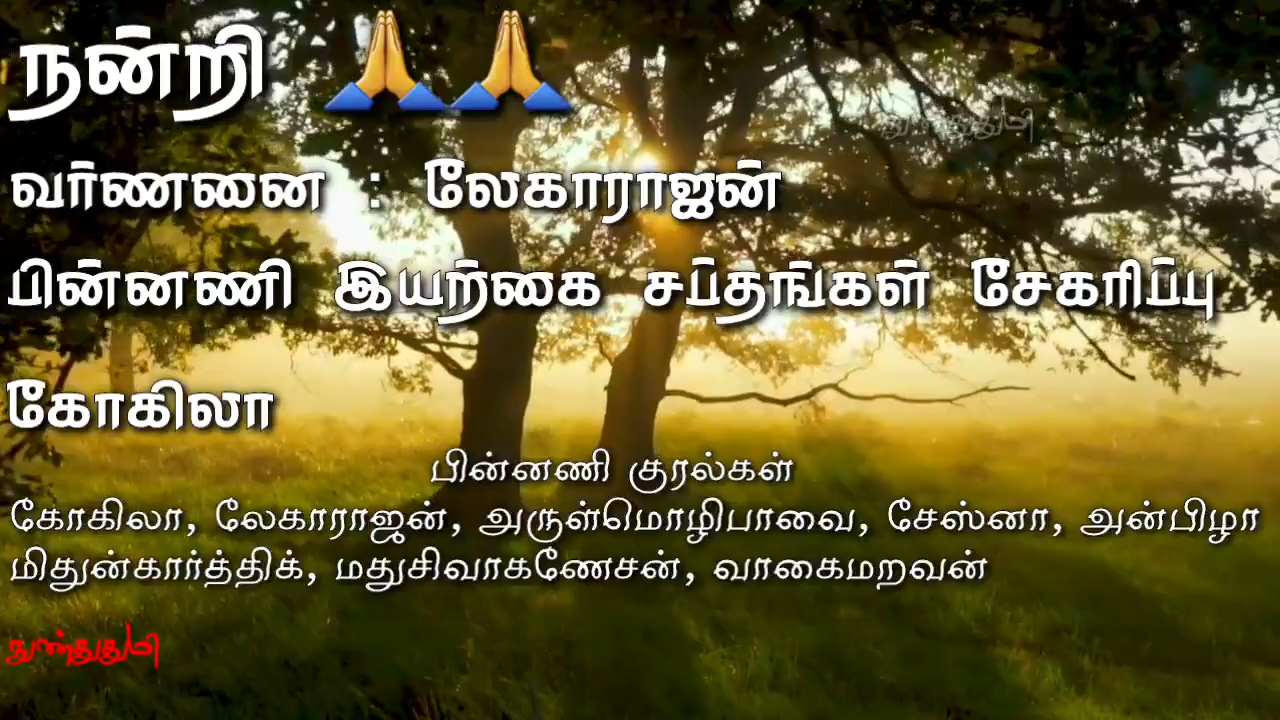 நன்றி 🙏🙏
வர்ணனை : லேகாராஜன்
பின்னணி இயற்கை சப்தங்கள் சேகரிப்பு
கோகிலா
பின்னணி குரல்கள்
கோகிலா, லேகாராஜன், அருள்மொழிபாவை, சேஸ்னா, அன்பிழா
மிதுன்கார்த்திக், மதுசிவாகணேசன், வாகைமறவன்